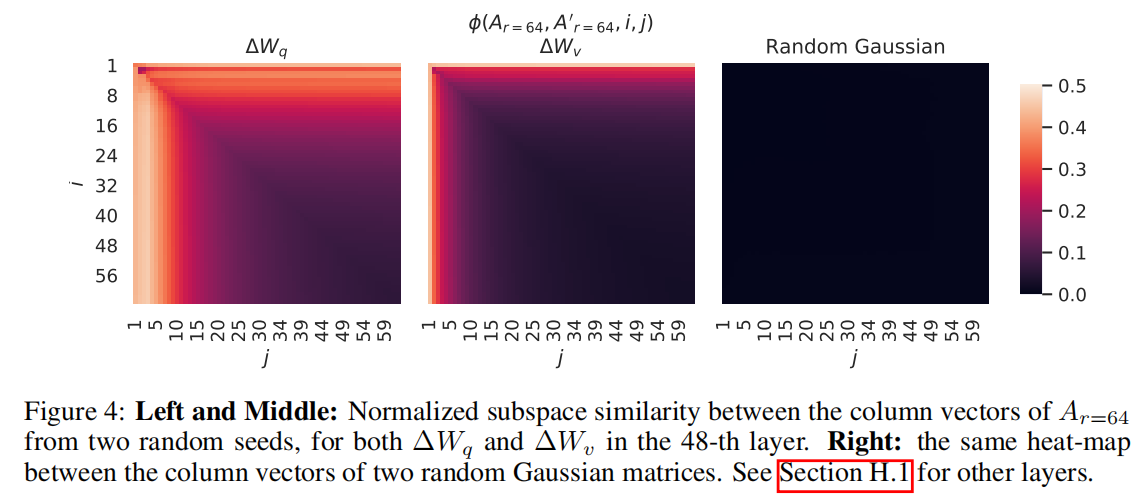 ϕ(A_{r=64}, A'_{r=64}, i, j)
ΔW_q
ΔW_v
Random Gaussian
i
1
8
16
24
32
40
48
56
1 5 10 15 20 25 30 34 39 44 49 54 59
j
1 5 10 15 20 25 30 34 39 44 49 54 59
j
1 5 10 15 20 25 30 34 39 44 49 54 59
j
0.5
0.4
0.3
0.2
0.1
0.0
Figure 4: Left and Middle: Normalized subspace similarity between the column vectors of A_{r=64}
from two random seeds, for both ΔW_q and ΔW_v in the 48-th layer. Right: the same heat-map
between the column vectors of two random Gaussian matrices. See Section H.1 for other layers.